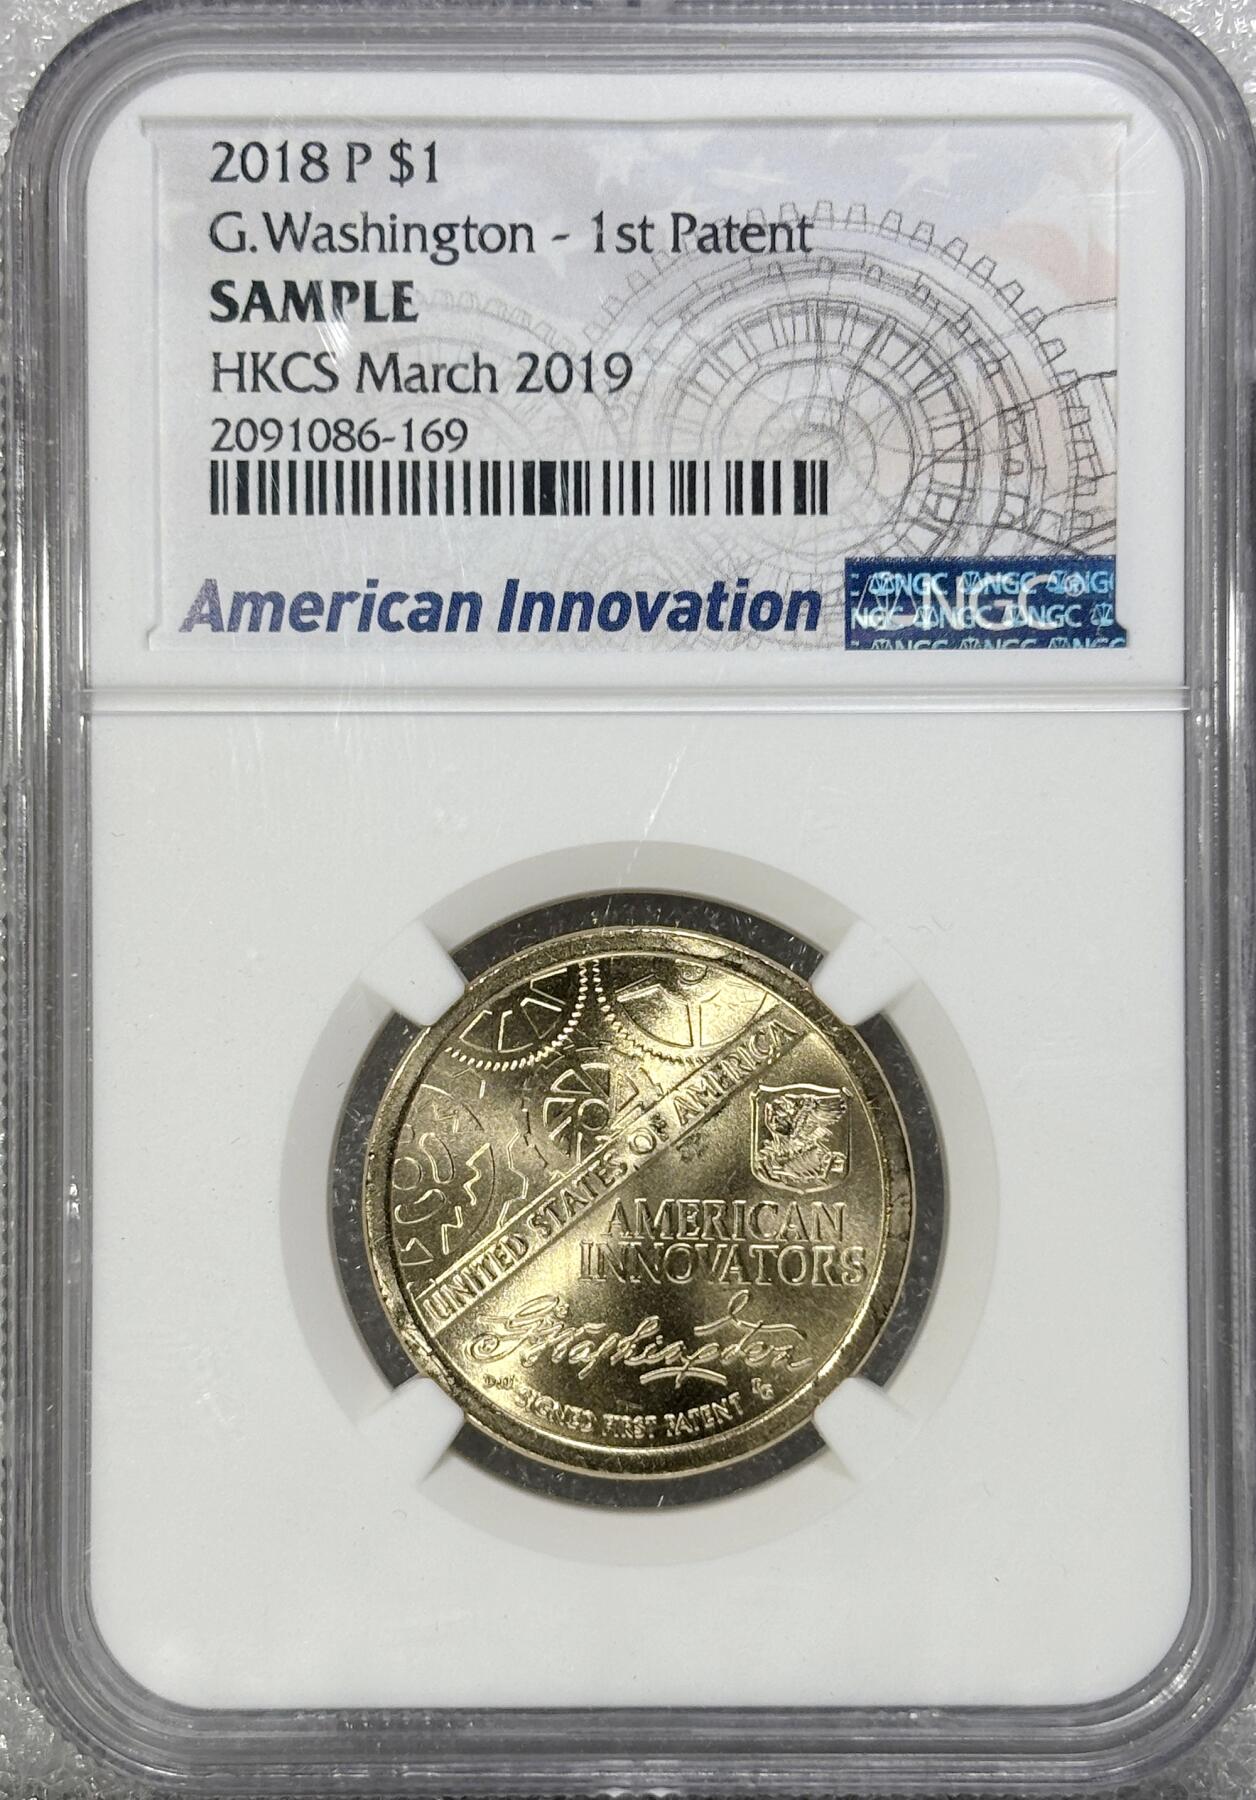 2018 P $1
G.Washington - 1st Patent
SAMPLE
HKCS March 2019
2091086-169
American Innovation
NGC®
UNITED STATES OF AMERICA
AMERICAN
INNOVATORS
G. Washington
SIGNED FIRST PATENT